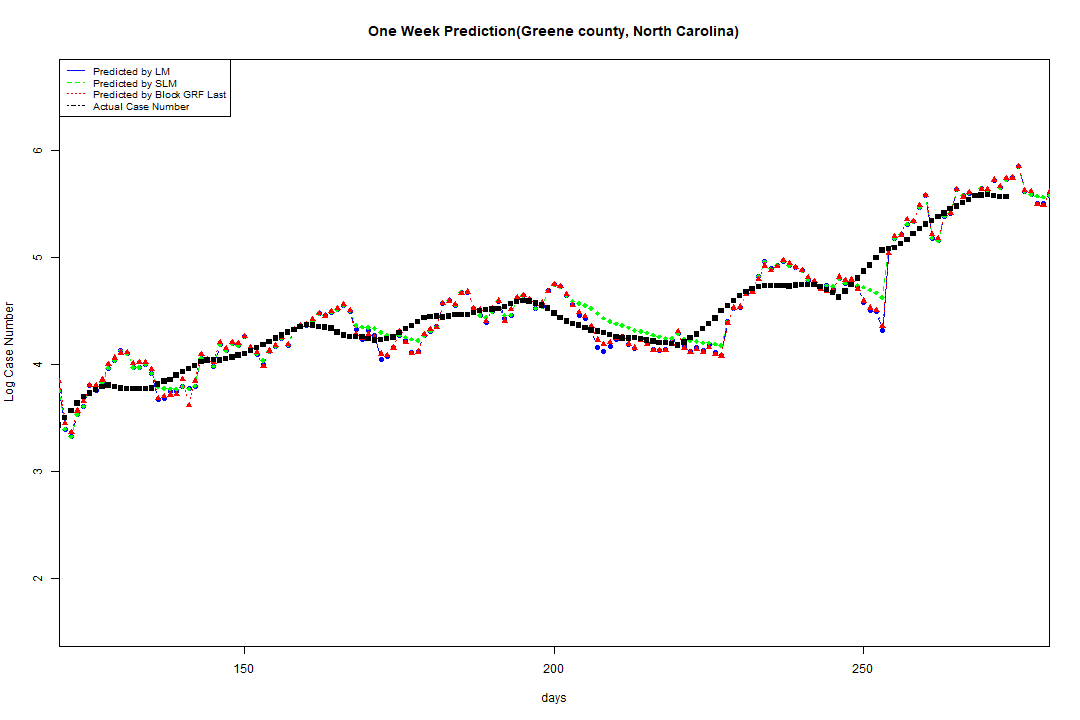 One Week Prediction(Greene county, North Carolina)
Predicted by LM
Predicted by SLM
Predicted by Block GRF Last
Actual Case Number
Log Case Number
6
5
4
3
2
150 200 250
days